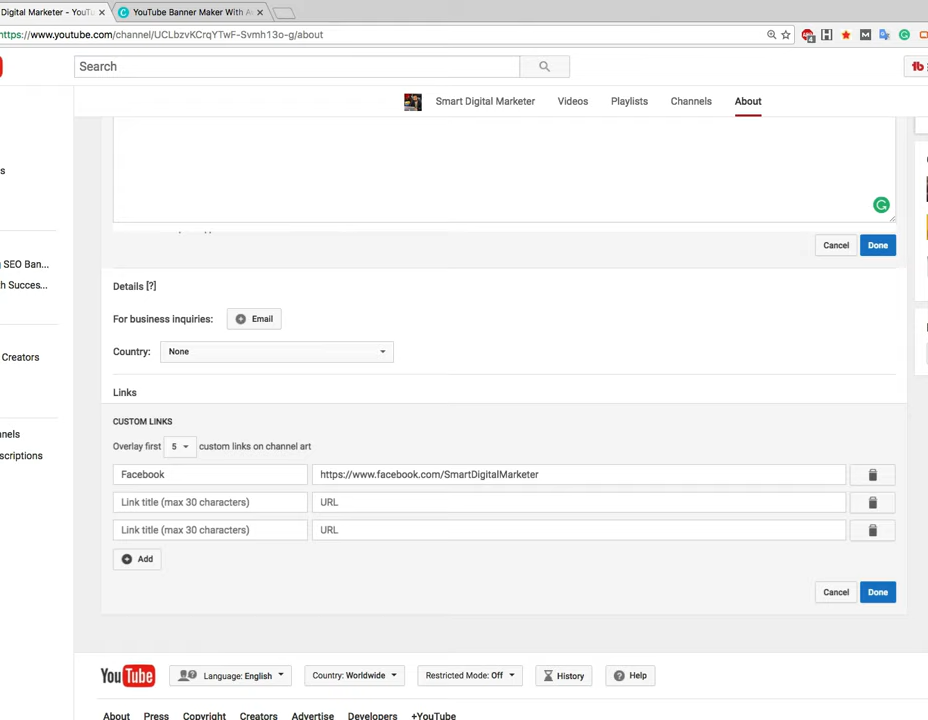 Digital Marketer - YouTu
YouTube Banner Maker With A
https://www.youtube.com/channel/UCLbzvKCrqYTwF-Svmh13o-g/about
Search
Smart Digital Marketer Videos Playlists Channels About
s
SEO Ban...
h Succes...
Creators
nnels
scriptions
Cancel Done
Details [?]
For business inquiries: Email
Country: None
Links
CUSTOM LINKS
Overlay first 5 custom links on channel art
Facebook https://www.facebook.com/SmartDigitalMarketer
Link title (max 30 characters) URL
Link title (max 30 characters) URL
Add
Cancel Done
YouTube Language: English Country: Worldwide Restricted Mode: Off History Help
About Press Copyright Creators Advertise Developers +YouTube